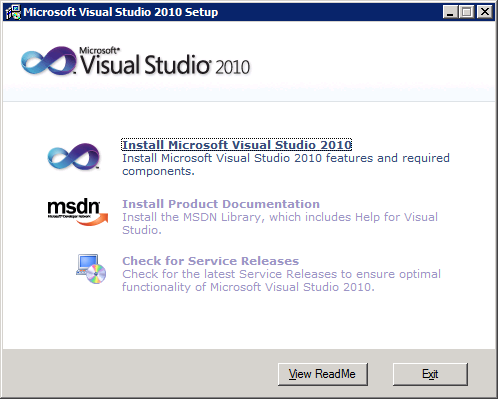 Microsoft Visual Studio 2010 Setup
Microsoft®
Visual Studio® 2010
Install Microsoft Visual Studio 2010
Install Microsoft Visual Studio 2010 features and required
components.
msdn
Microsoft Developer Network
Install Product Documentation
Install the MSDN Library, which includes Help for Visual
Studio.
Check for Service Releases
Check for the latest Service Releases to ensure optimal
functionality of Microsoft Visual Studio 2010.
View ReadMe
Exit